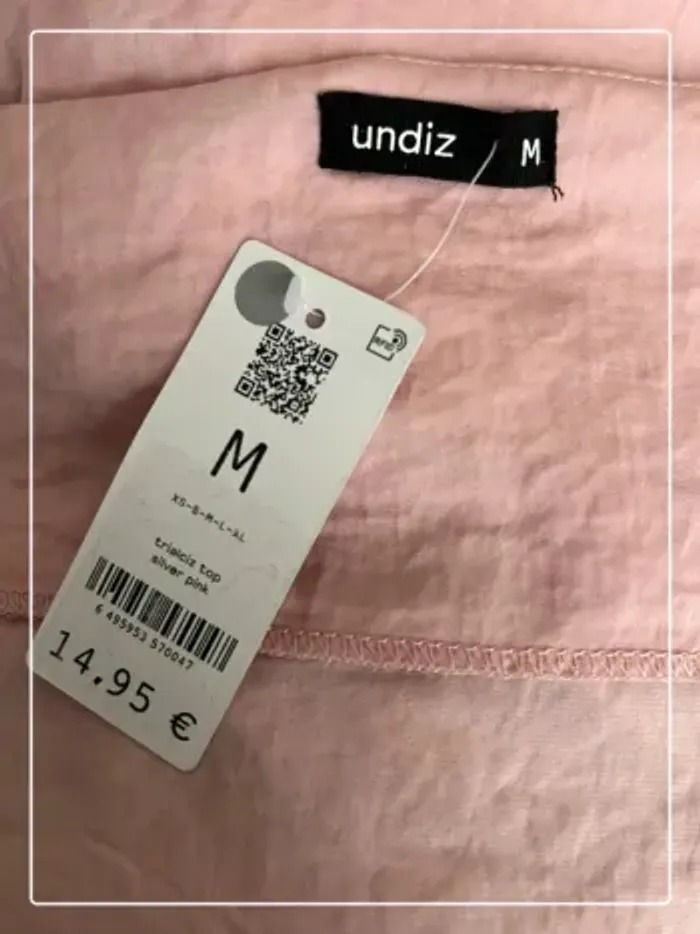 undiz M
RFID
M
XS-S-M-L-XL
trialciz top
silver pink
6 495953 570047
14.95 €